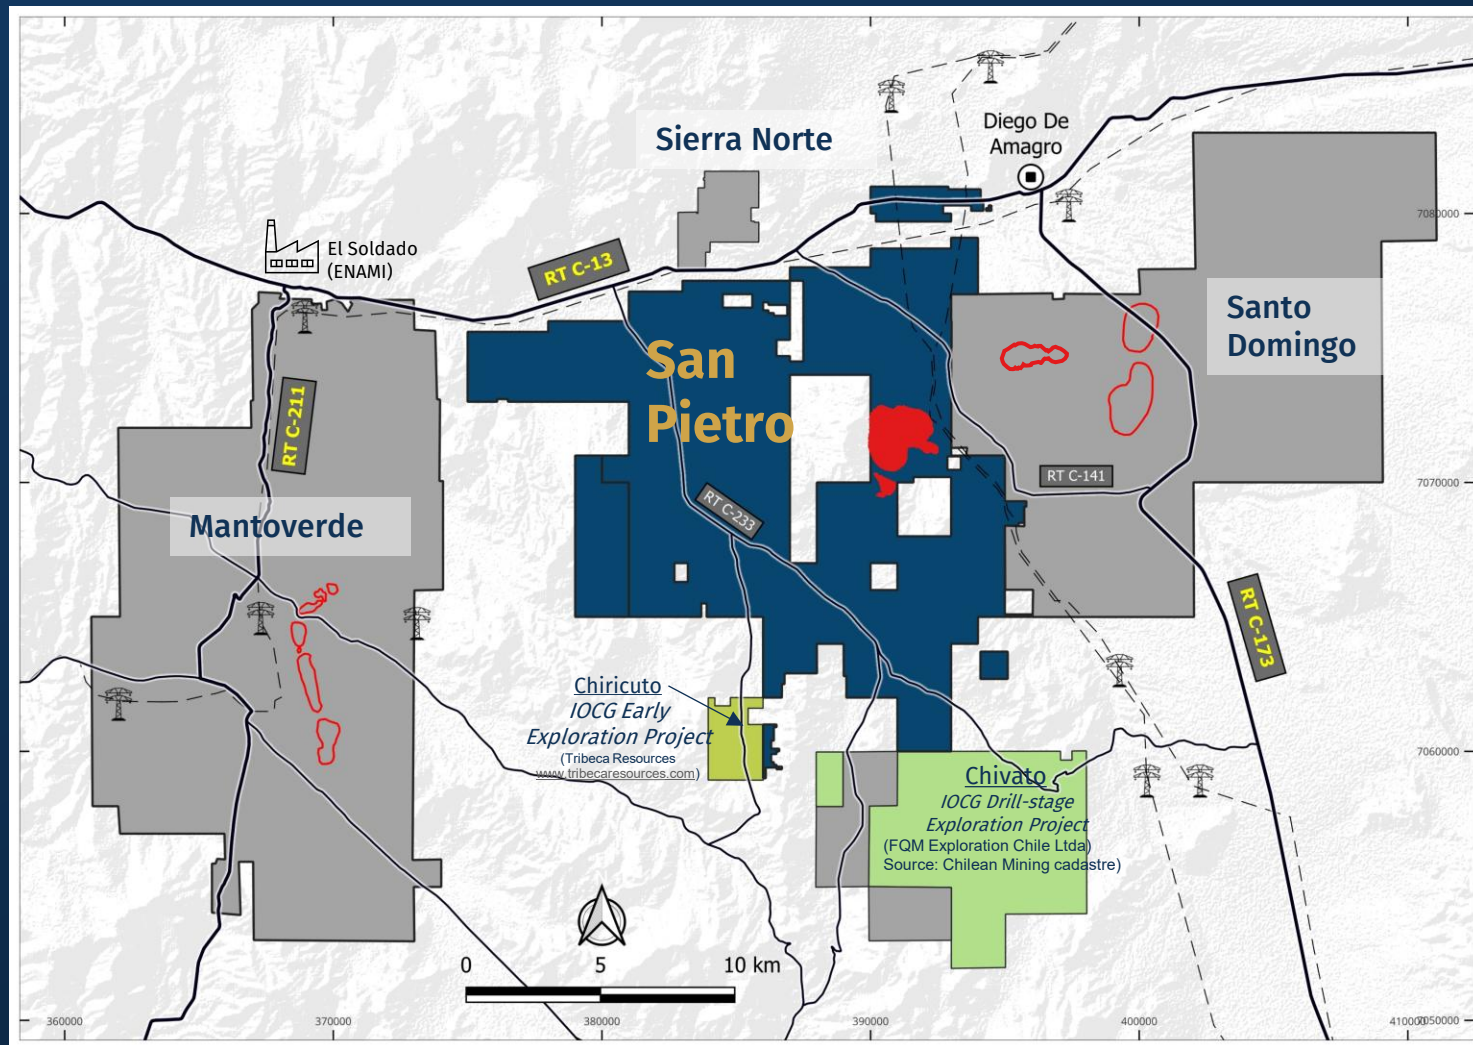 Sierra Norte
Diego De
Amagro
7080000
El Soldado
(ENAMI)
RT C-13
Santo
Domingo
San
Pietro
RT C-211
RT C-141
7070000
RT C-233
Mantoverde
RT C-173
Chiricuto
IOCG Early
Exploration Project
(Tribeca Resources
www.tribecaresources.com)
7060000
Chivato
IOCG Drill-stage
Exploration Project
(FQM Exploration Chile Ltda)
Source: Chilean Mining cadastre)
0 5 10 km
360000 370000 380000 390000 400000 410000 7050000